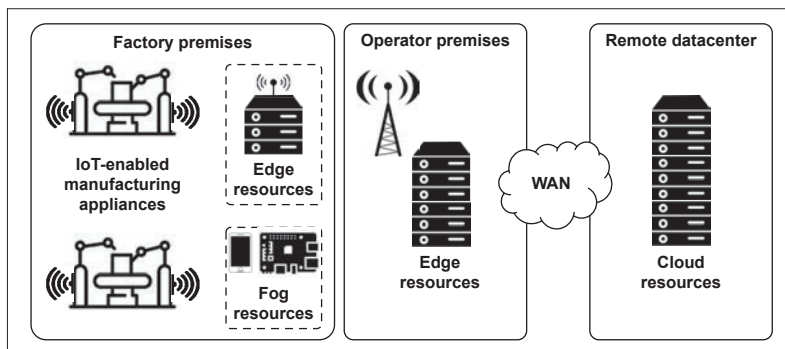 Factory premises
Operator premises
Remote datacenter
IoT-enabled
manufacturing
appliances
Edge
resources
Fog
resources
Edge
resources
WAN
Cloud
resources